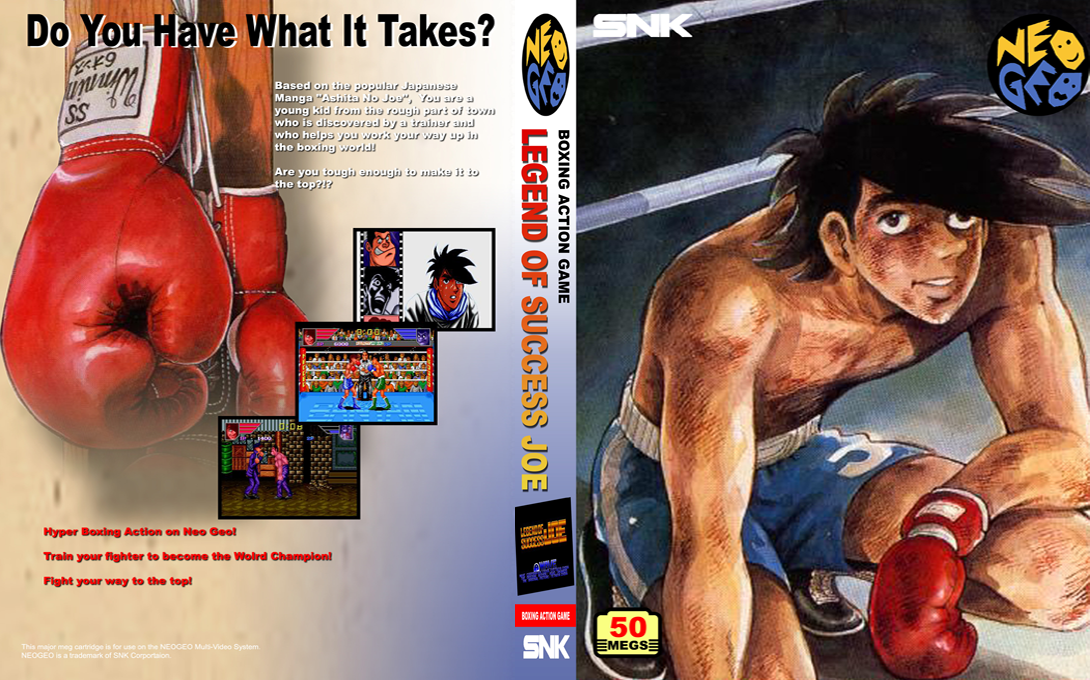 Do You Have What It Takes?
Based on the popular Japanese
Manga "Ashita No Joe", You are a
young kid from the rough part of town
who is discovered by a trainer and
who helps you work your way up in
the boxing world!
Are you tough enough to make it to
the top?!?
Hyper Boxing Action on Neo Geo!
Train your fighter to become the Wolrd Champion!
Fight your way to the top!
This major meg cartridge is for use on the NEOGEO Multi-Video System.
NEOGEO is a trademark of SNK Corportaion.
NEO
GEO
BOXING ACTION GAME
LEGEND OF SUCCESS JOE
LEGEND OF
SUCCESS JOE
BOXING ACTION GAME
SNK
SNK
NEO
GEO
50
MEGS